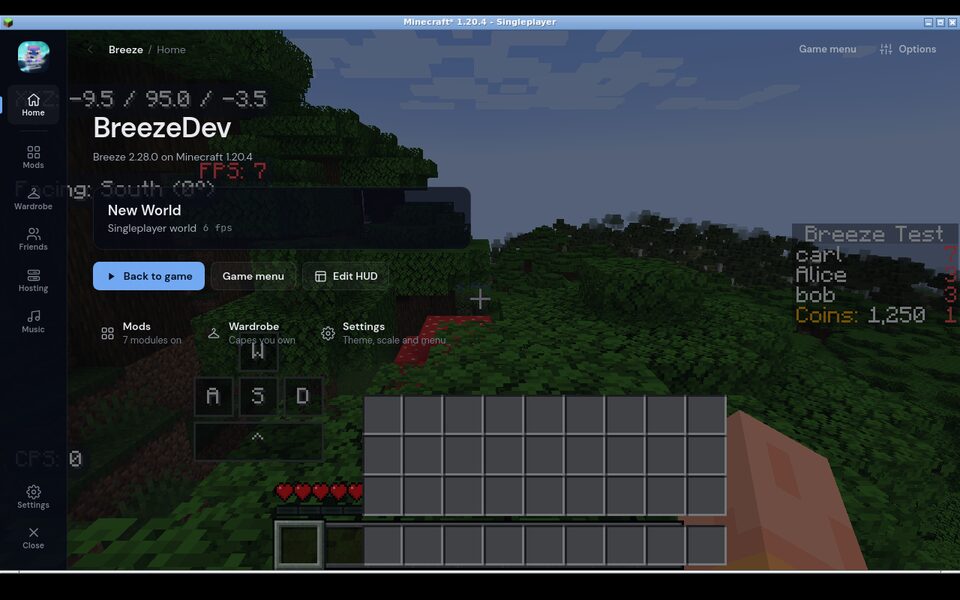 Minecraft* 1.20.4 - Singleplayer
Breeze / Home
Game menu
Options
Home
-9.5 / 95.0 / -3.5
BreezeDev
Breeze 2.28.0 on Minecraft 1.20.4
FPS: 7
Mods
Facing: South (0°)
Wardrobe
New World
Singleplayer world 6 fps
Friends
Breeze Test
carl
Alice 3
bob 3
Coins: 1,250 1
Back to game
Game menu
Edit HUD
Hosting
Music
Mods
7 modules on
Wardrobe
Capes you own
Settings
Theme, scale and menu
W
A S D
^
CPS: 0
Settings
Close